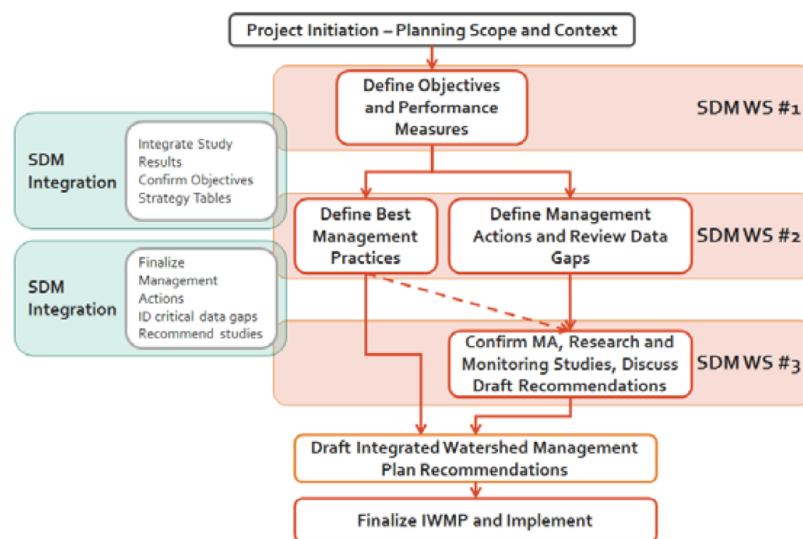 Project Initiation – Planning Scope and Context
Define Objectives
and Performance
Measures
SDM WS #1
SDM
Integration
Integrate Study
Results
Confirm Objectives
Strategy Tables
Define Best
Management
Practices
Define Management
Actions and Review Data
Gaps
SDM WS #2
SDM
Integration
Finalize
Management
Actions
ID critical data gaps
Recommend studies
Confirm MA, Research and
Monitoring Studies, Discuss
Draft Recommendations
SDM WS #3
Draft Integrated Watershed Management
Plan Recommendations
Finalize IWMP and Implement